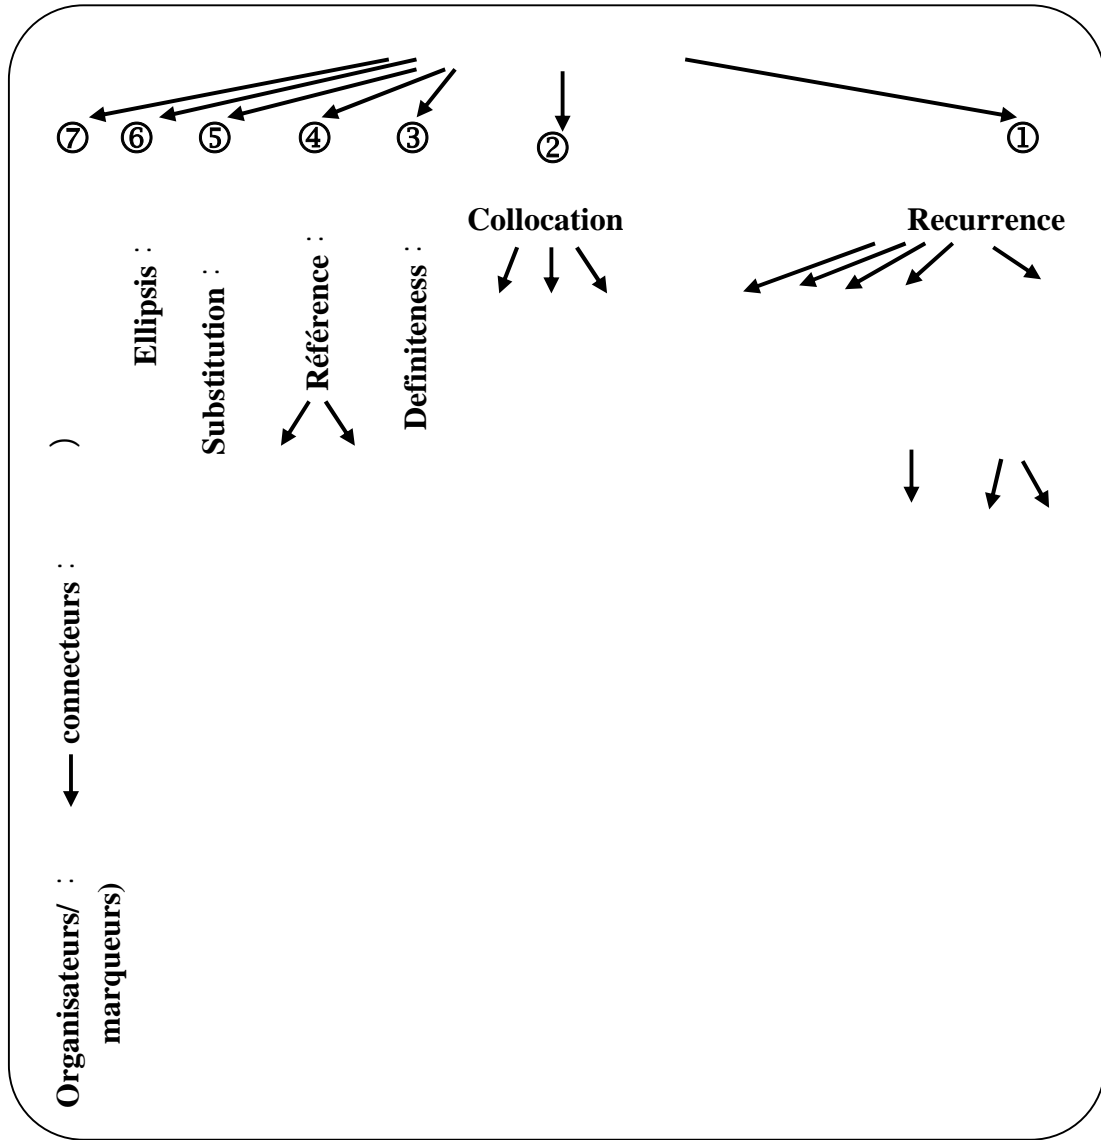 ⑦ ⑥ ⑤ ④ ③ ② ①
Collocation
Recurrence
Ellipsis :
Substitution :
Référence :
Definiteness :
)
connecteurs :
Organisateurs/ :
marqueurs)